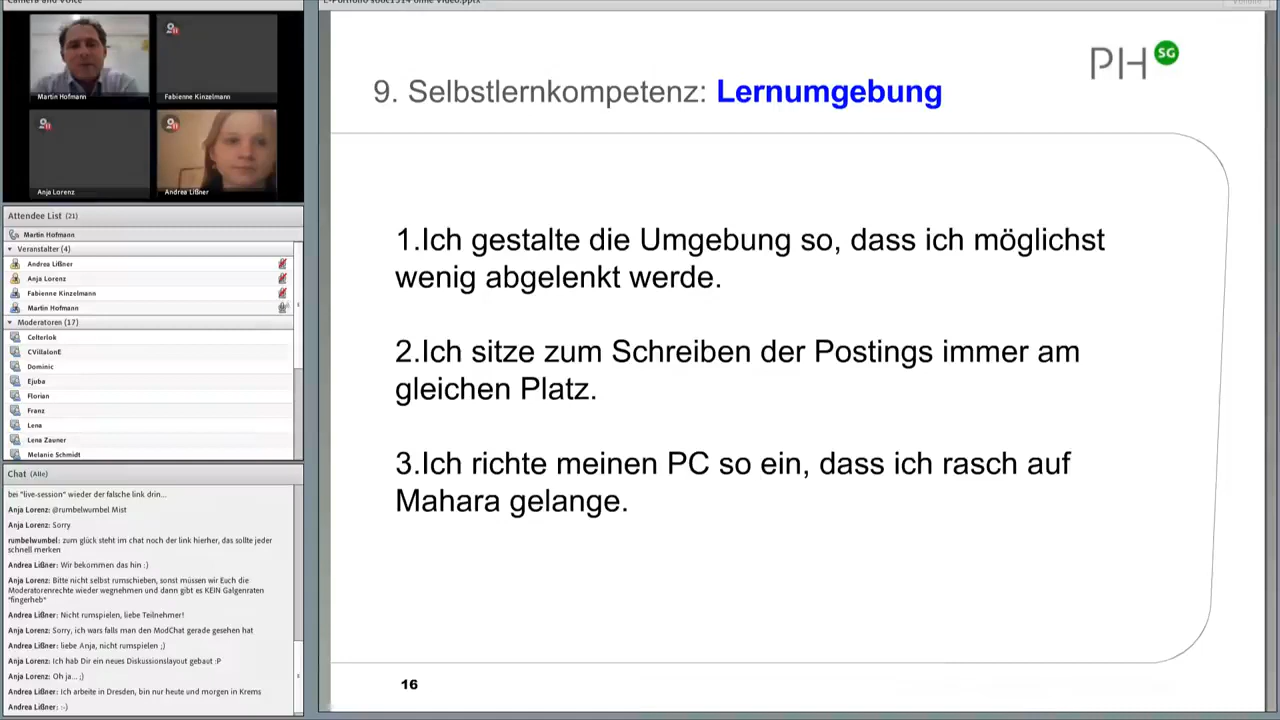 Camera and Voice
Martin Hofmann
Fabienne Kinzelmann
Anja Lorenz
Andrea Lißner
Attendee List (21)
Martin Hofmann
Veranstalter (4)
Andrea Lißner
Anja Lorenz
Fabienne Kinzelmann
Martin Hofmann
Moderatoren (17)
Celterlok
CVillalonE
Dominic
Ejuba
Florian
Franz
Lena
Lena Zauner
Melanie Schmidt
Chat (Alle)
bei "live-session" wieder der falsche link drin...
Anja Lorenz: @rumbelwumbel Mist
Anja Lorenz: Sorry
rumbelwumbel: zum glück steht im chat noch der link hierher, das sollte jeder
schnell merken
Andrea Lißner: Wir bekommen das hin :)
Anja Lorenz: Bitte nicht selbst rumschieben, sonst müssen wir Euch die
Moderatorenrechte wieder wegnehmen und dann gibt es KEIN Galgenraten
*fingerheb*
Andrea Lißner: Nicht rumspielen, liebe Teilnehmer!
Anja Lorenz: Sorry, ich wars falls man den ModChat gerade gesehen hat
Andrea Lißner: liebe Anja, nicht rumspielen ;)
Anja Lorenz: Ich hab Dir ein neues Diskussionslayout gebaut :P
Anja Lorenz: Oh ja... ;)
Andrea Lißner: Ich arbeite in Dresden, bin nur heute und morgen in Krems
Andrea Lißner: :-)
PH SG
9. Selbstlernkompetenz: Lernumgebung
1.Ich gestalte die Umgebung so, dass ich möglichst
wenig abgelenkt werde.
2.Ich sitze zum Schreiben der Postings immer am
gleichen Platz.
3.Ich richte meinen PC so ein, dass ich rasch auf
Mahara gelange.
16